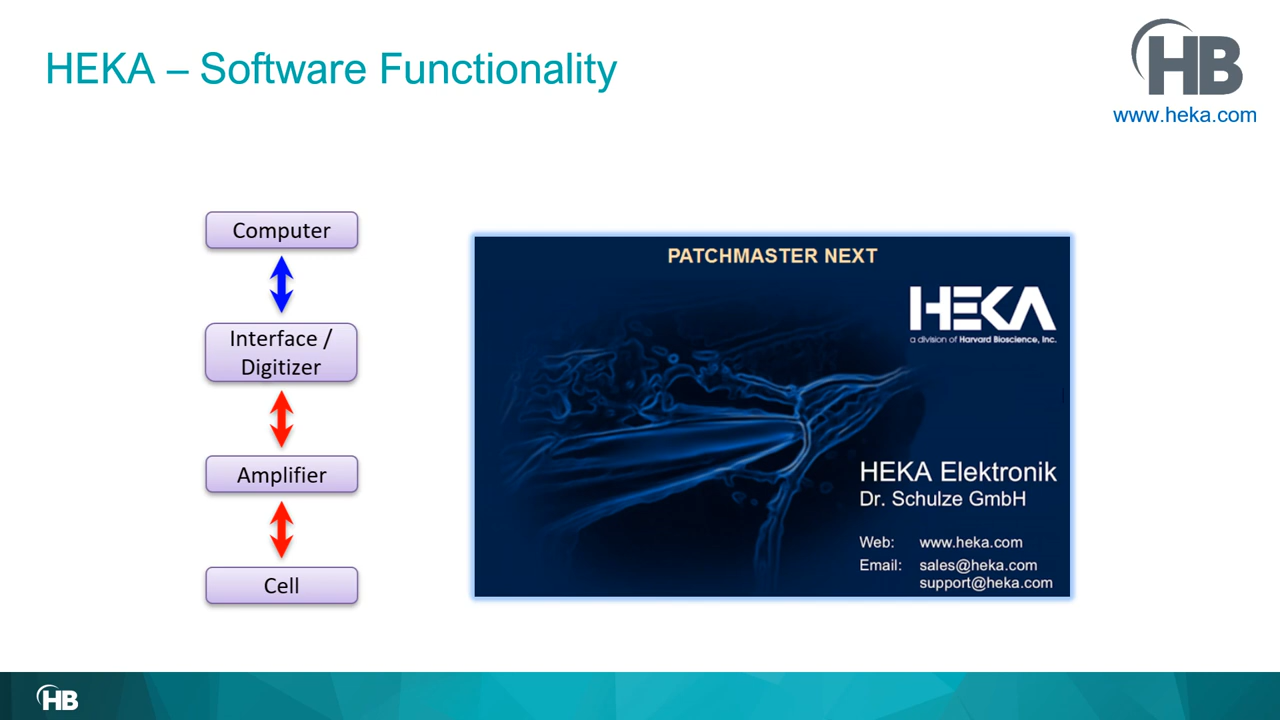 HEKA – Software Functionality
HB
www.heka.com
Computer
Interface /
Digitizer
Amplifier
Cell
PATCHMASTER NEXT
HEKA
a division of Harvard Bioscience, Inc.
HEKA Elektronik
Dr. Schulze GmbH
Web: www.heka.com
Email: sales@heka.com
support@heka.com
HB